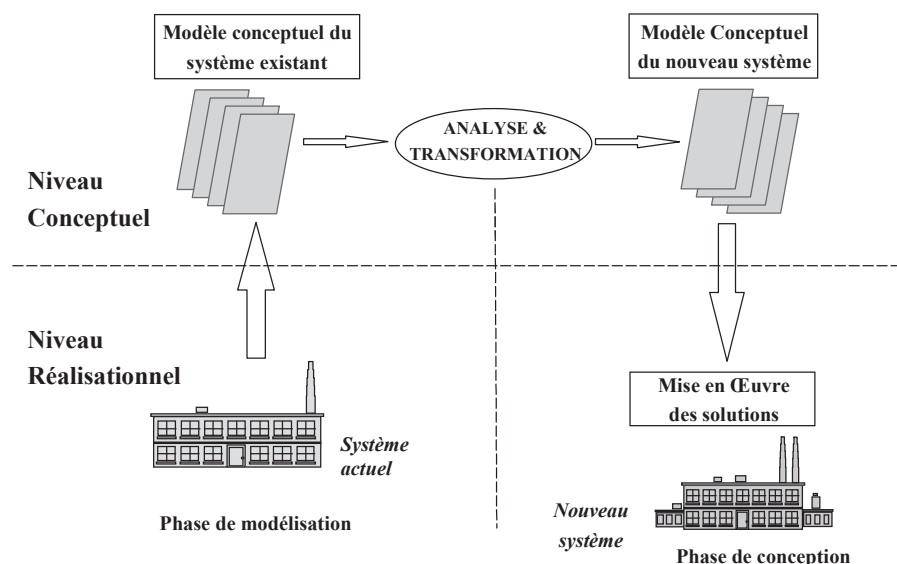 Modèle conceptuel du
système existant
Modèle Conceptuel
du nouveau système
ANALYSE &
TRANSFORMATION
Niveau
Conceptuel
Niveau
Réalisationnel
Mise en Œuvre
des solutions
Système
actuel
Phase de modélisation
Nouveau
système
Phase de conception